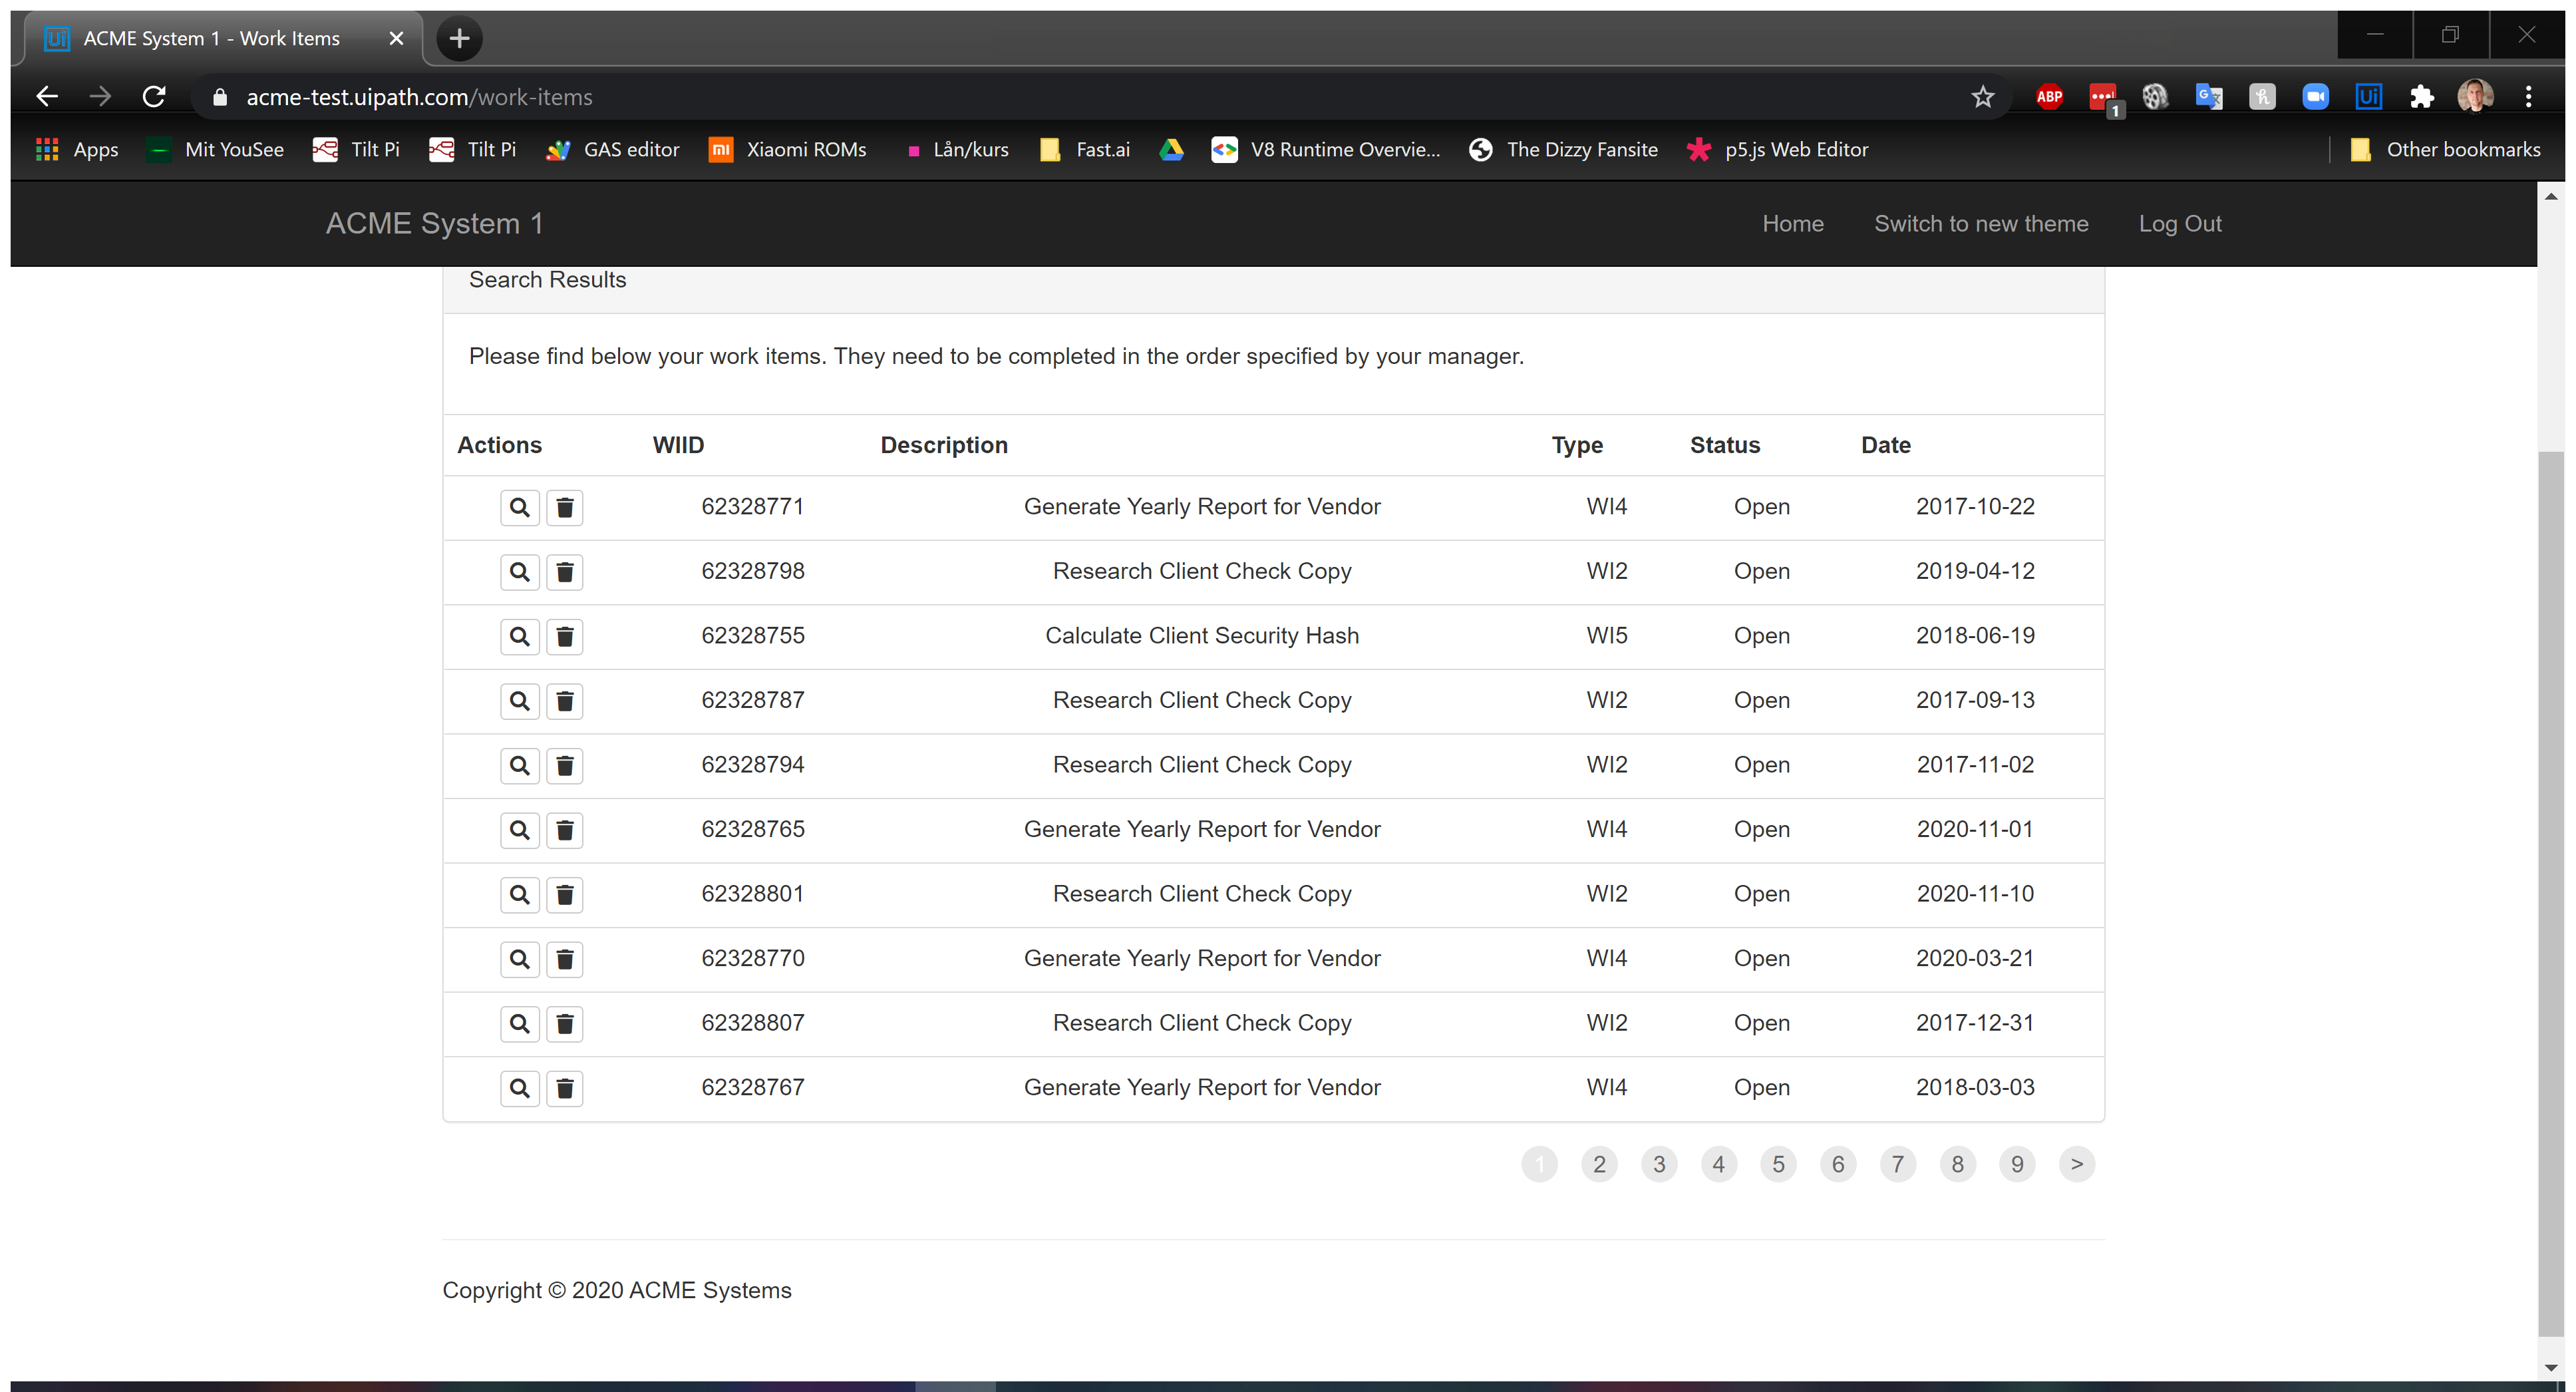 Ui ACME System 1 - Work Items
acme-test.uipath.com/work-items
ABP 1 Ui
Apps Mit YouSee Tilt Pi Tilt Pi GAS editor Xiaomi ROMs Lån/kurs Fast.ai V8 Runtime Overvie... The Dizzy Fansite p5.js Web Editor Other bookmarks
ACME System 1 Home Switch to new theme Log Out
Search Results
Please find below your work items. They need to be completed in the order specified by your manager.
Actions WIID Description Type Status Date
62328771 Generate Yearly Report for Vendor WI4 Open 2017-10-22
62328798 Research Client Check Copy WI2 Open 2019-04-12
62328755 Calculate Client Security Hash WI5 Open 2018-06-19
62328787 Research Client Check Copy WI2 Open 2017-09-13
62328794 Research Client Check Copy WI2 Open 2017-11-02
62328765 Generate Yearly Report for Vendor WI4 Open 2020-11-01
62328801 Research Client Check Copy WI2 Open 2020-11-10
62328770 Generate Yearly Report for Vendor WI4 Open 2020-03-21
62328807 Research Client Check Copy WI2 Open 2017-12-31
62328767 Generate Yearly Report for Vendor WI4 Open 2018-03-03
1 2 3 4 5 6 7 8 9 >
Copyright © 2020 ACME Systems